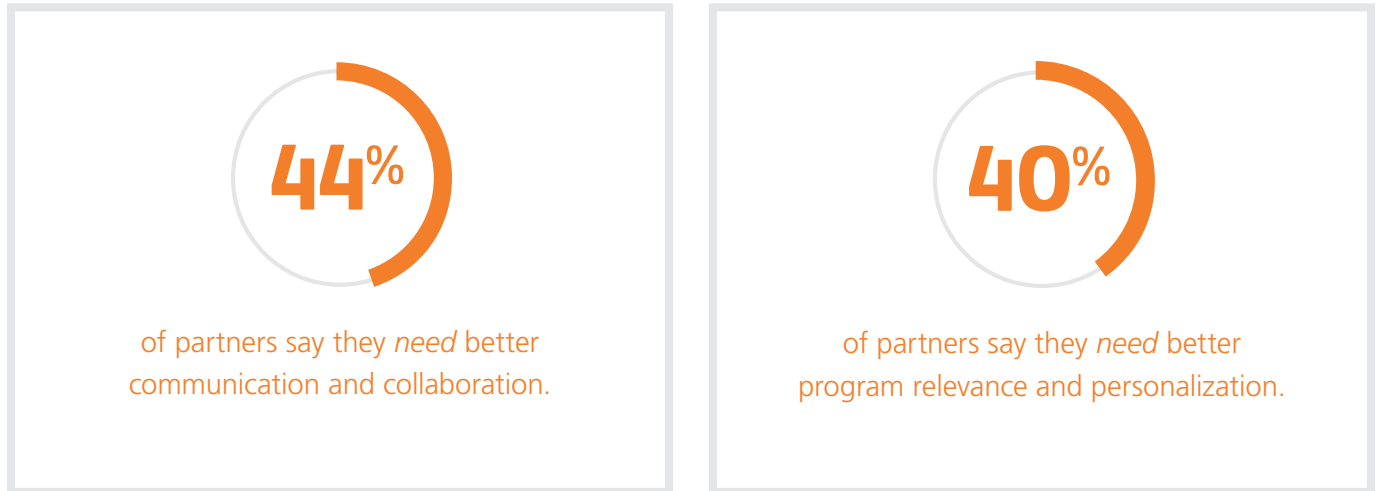 44%
of partners say they need better
communication and collaboration.
40%
of partners say they need better
program relevance and personalization.